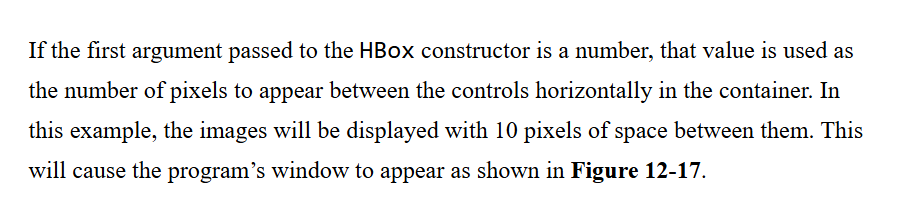 If the first argument passed to the HBox constructor is a number, that value is used as
the number of pixels to appear between the controls horizontally in the container. In
this example, the images will be displayed with 10 pixels of space between them. This
will cause the program’s window to appear as shown in Figure 12-17.